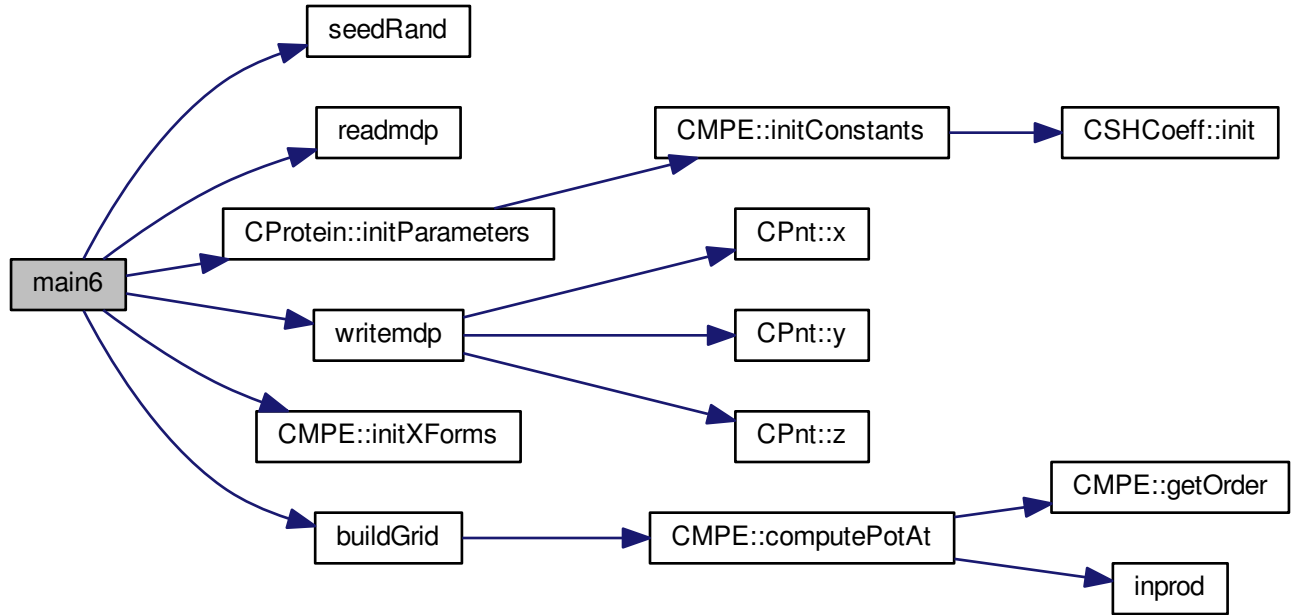 seedRand
readmdp
CMPE::initConstants
CSHCoeff::init
CProtein::initParameters
CPnt::x
main6
writemdp
CPnt::y
CMPE::initXForms
CPnt::z
CMPE::getOrder
buildGrid
CMPE::computePotAt
inprod